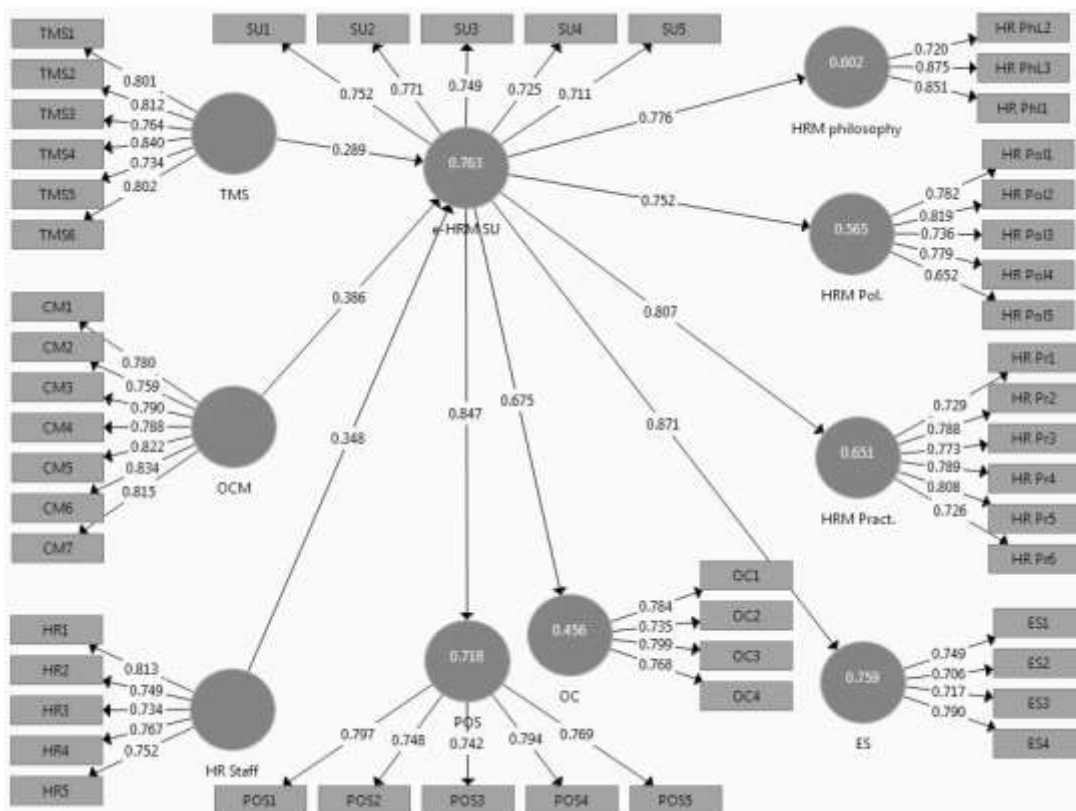 TMS1
TMS2
TMS3
TMS4
TMS5
TMS6
0.801
0.812
0.764
0.840
0.734
0.802
TMS
0.289
SU1
SU2
SU3
SU4
SU5
0.752
0.771
0.749
0.725
0.711
0.763
e-HRM SU
0.776
0.602
HRM philosophy
0.720
0.875
0.851
HR PhL2
HR PhL3
HR Phl1
0.752
0.565
HRM Pol.
0.782
0.819
0.736
0.779
0.652
HR Pol1
HR Pol2
HR Pol3
HR Pol4
HR Pol5
CM1
CM2
CM3
CM4
CM5
CM6
CM7
0.780
0.759
0.790
0.788
0.822
0.834
0.815
OCM
0.386
0.348
0.847
0.675
0.871
0.807
0.651
HRM Pract.
0.729
0.788
0.773
0.789
0.808
0.726
HR Pr1
HR Pr2
HR Pr3
HR Pr4
HR Pr5
HR Pr6
HR1
HR2
HR3
HR4
HR5
0.813
0.749
0.734
0.767
0.752
HR Staff
0.718
POS
0.797
0.748
0.742
0.794
0.769
POS1
POS2
POS3
POS4
POS5
0.456
OC
0.784
0.735
0.799
0.768
OC1
OC2
OC3
OC4
0.759
ES
0.749
0.706
0.717
0.790
ES1
ES2
ES3
ES4